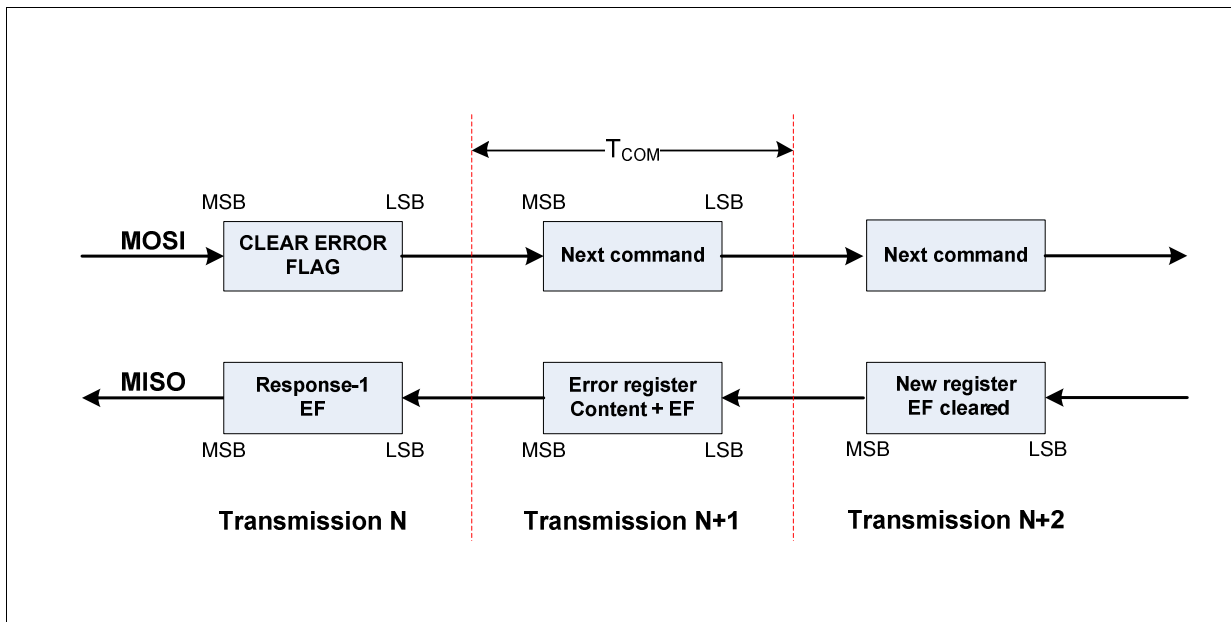 T_COM
MSB LSB MSB LSB
MOSI
CLEAR ERROR
FLAG
Next command
Next command
MISO
Response-1
EF
Error register
Content + EF
New register
EF cleared
MSB LSB MSB LSB MSB LSB
Transmission N Transmission N+1 Transmission N+2